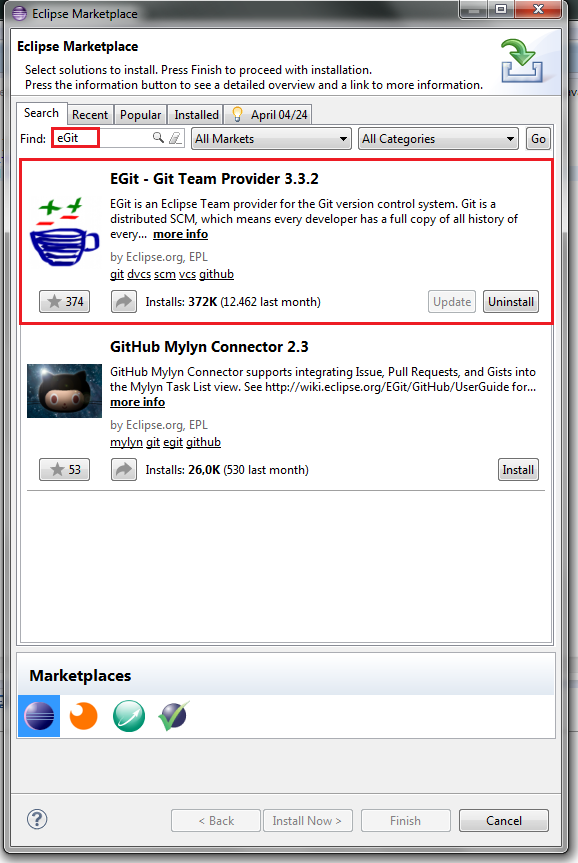 Eclipse Marketplace
Eclipse Marketplace
Select solutions to install. Press Finish to proceed with installation.
Press the information button to see a detailed overview and a link to more information.
Search Recent Popular Installed April 04/24
Find: eGit All Markets All Categories Go
EGit - Git Team Provider 3.3.2
EGit is an Eclipse Team provider for the Git version control system. Git is a
distributed SCM, which means every developer has a full copy of all history of
every... more info
by Eclipse.org, EPL
git dvcs scm vcs github
374 Installs: 372K (12.462 last month) Update Uninstall
GitHub Mylyn Connector 2.3
GitHub Mylyn Connector supports integrating Issue, Pull Requests, and Gists into
the Mylyn Task List view. See http://wiki.eclipse.org/EGit/GitHub/UserGuide for...
more info
by Eclipse.org, EPL
mylyn git egit github
53 Installs: 26,0K (530 last month) Install
Marketplaces
? < Back Install Now > Finish Cancel